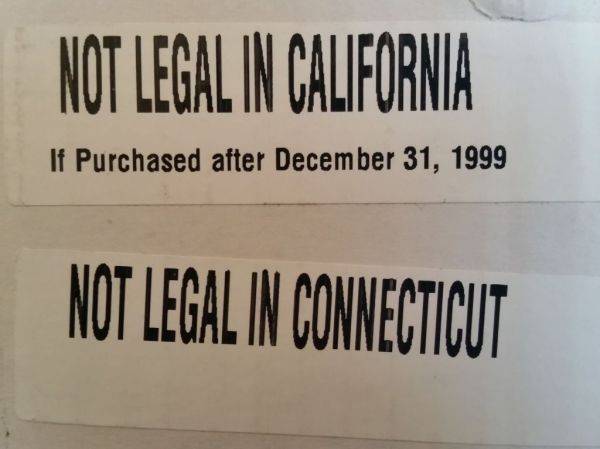 NOT LEGAL IN CALIFORNIA
If Purchased after December 31, 1999
NOT LEGAL IN CONNECTICUT